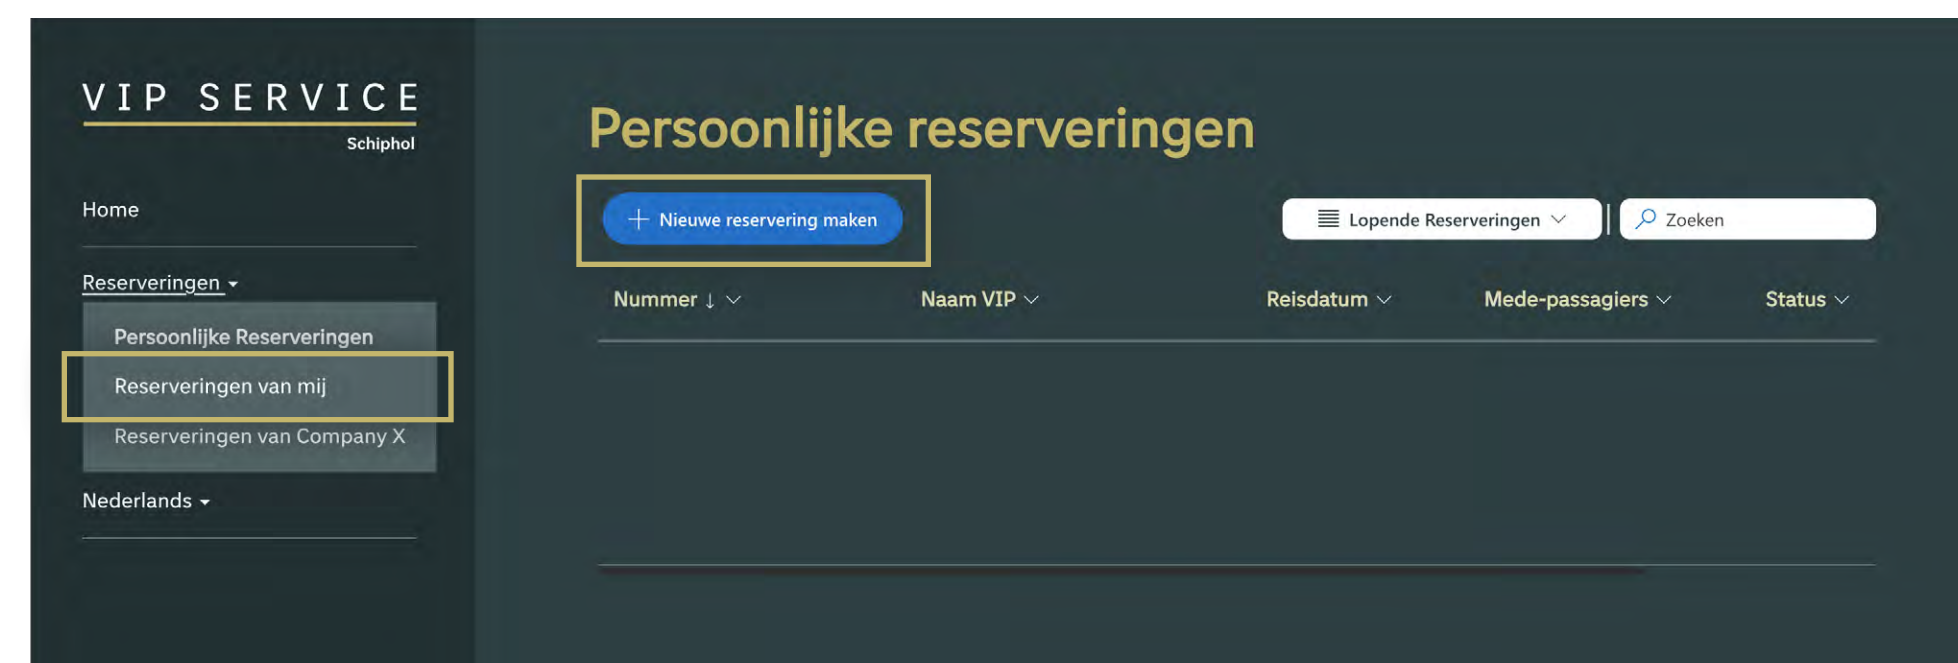 VIP SERVICE
Schiphol
Home
Reserveringen
Persoonlijke Reserveringen
Reserveringen van mij
Reserveringen van Company X
Nederlands
Persoonlijke reserveringen
+ Nieuwe reservering maken
Lopende Reserveringen
Zoeken
Nummer ↓ Naam VIP Reisdatum Mede-passagiers Status